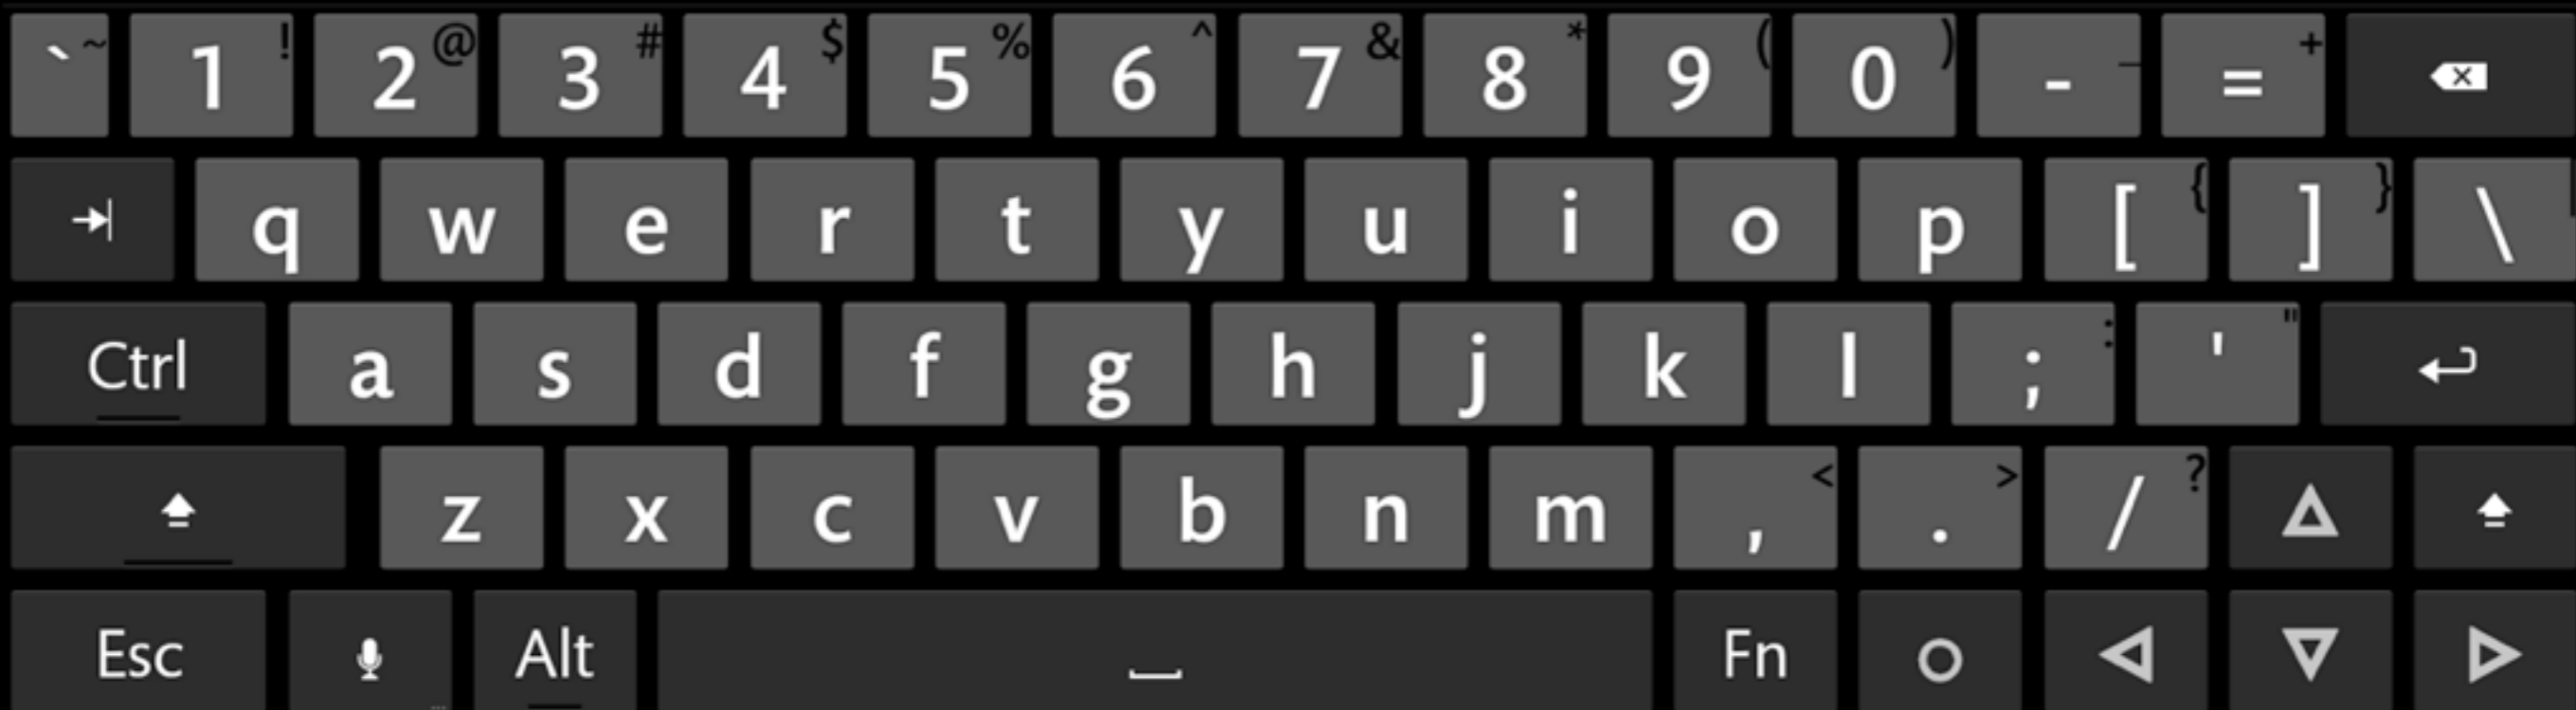 ` ~ 1 ! 2 @ 3 # 4 $ 5 % 6 ^ 7 & 8 * 9 ( 0 ) - _ = +
q w e r t y u i o p [ { ] } \ |
Ctrl a s d f g h j k l ; : ' "
z x c v b n m , < . > / ?
Esc Alt Fn